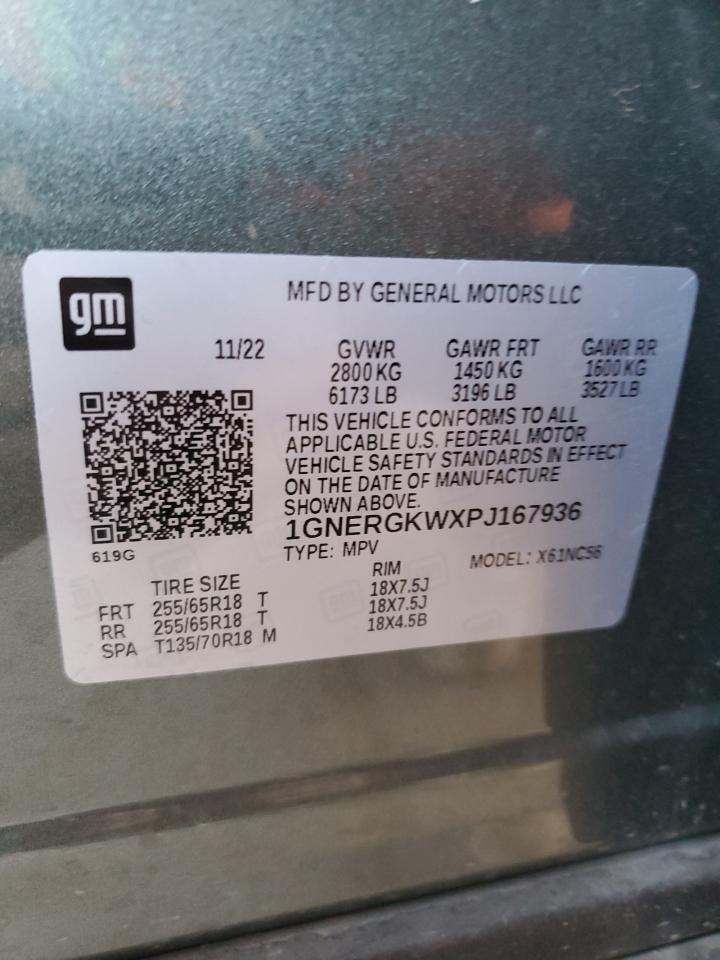 gm
MFD BY GENERAL MOTORS LLC
11/22 GVWR GAWR FRT GAWR RR
2800 KG 1450 KG 1600 KG
6173 LB 3196 LB 3527 LB
THIS VEHICLE CONFORMS TO ALL
APPLICABLE U.S. FEDERAL MOTOR
VEHICLE SAFETY STANDARDS IN EFFECT
ON THE DATE OF MANUFACTURE
SHOWN ABOVE.
1GNERGKWXPJ167936
619G
TYPE: MPV MODEL: X61NC56
TIRE SIZE RIM
FRT 255/65R18 T 18X7.5J
RR 255/65R18 T 18X7.5J
SPA T135/70R18 M 18X4.5B